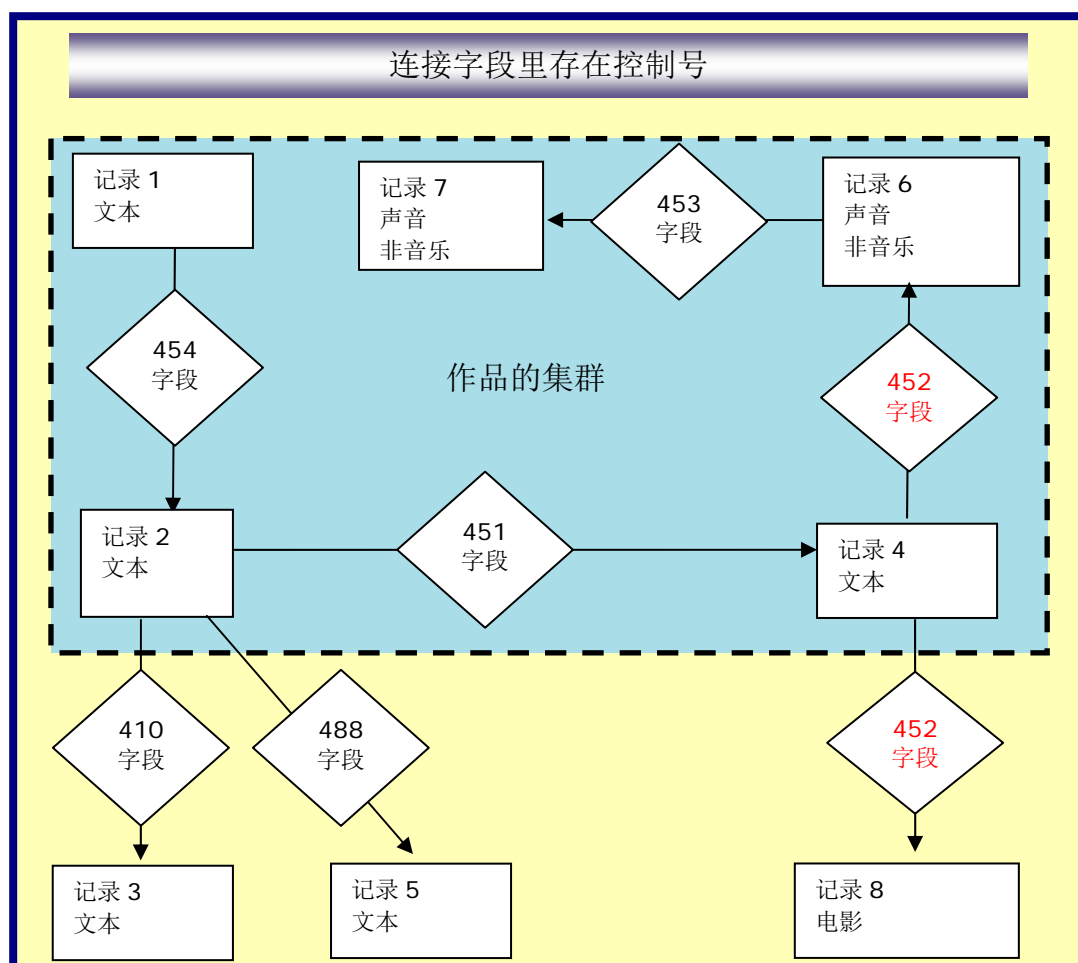 连接字段里存在控制号
记录 1
文本
记录 7
声音
非音乐
453
字段
记录 6
声音
非音乐
454
字段
作品的集群
452
字段
记录 2
文本
451
字段
记录 4
文本
410
字段
488
字段
452
字段
记录 3
文本
记录 5
文本
记录 8
电影